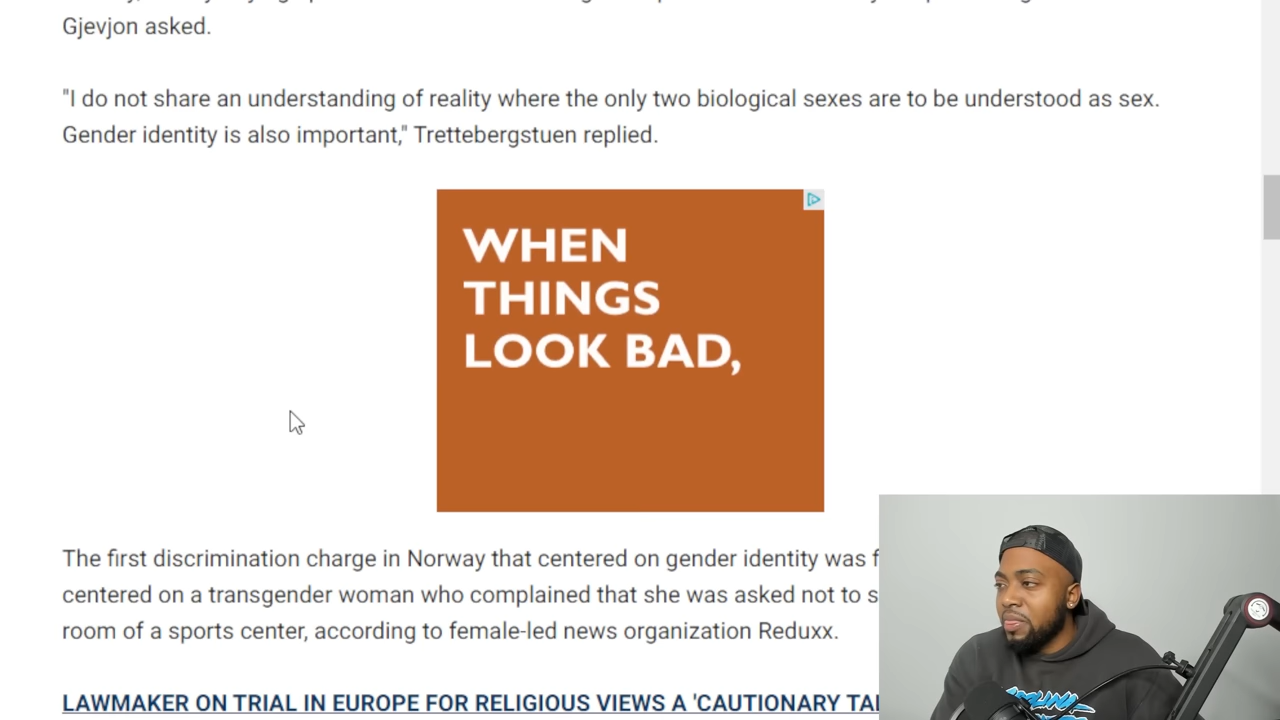 Gjevjon asked.
"I do not share an understanding of reality where the only two biological sexes are to be understood as sex.
Gender identity is also important," Trettebergstuen replied.
WHEN
THINGS
LOOK BAD,
The first discrimination charge in Norway that centered on gender identity was
centered on a transgender woman who complained that she was asked not to
room of a sports center, according to female-led news organization Reduxx.
LAWMAKER ON TRIAL IN EUROPE FOR RELIGIOUS VIEWS A 'CAUTIONARY